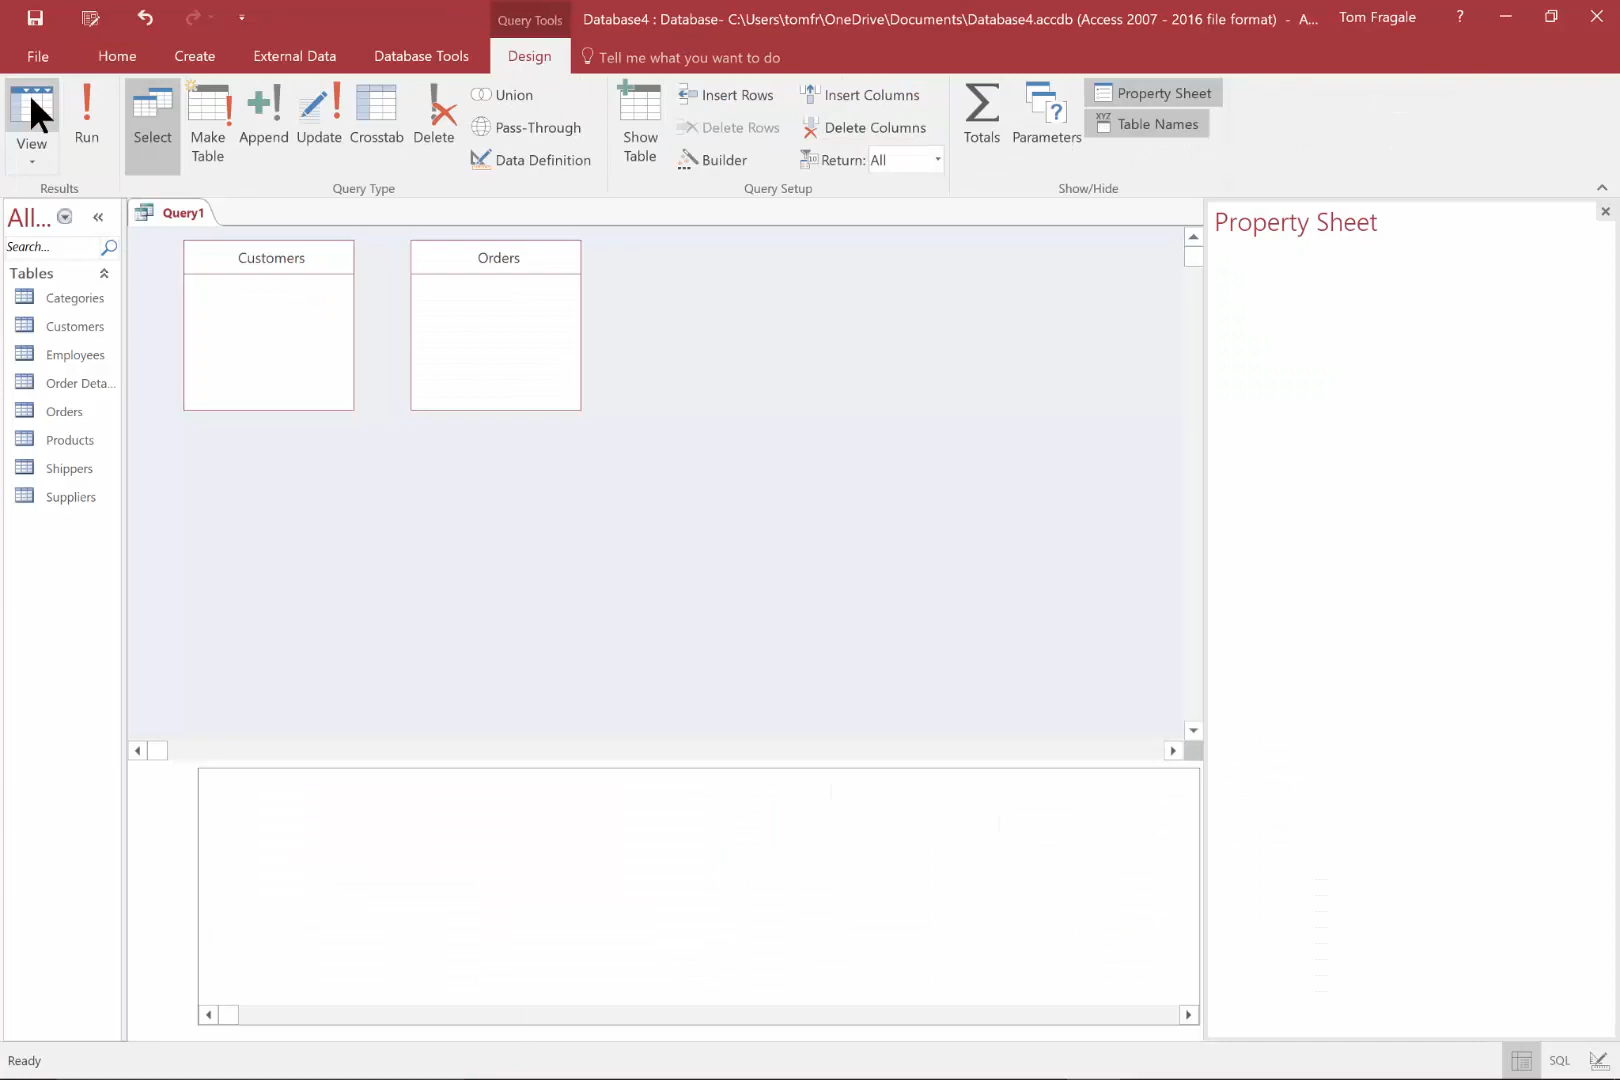 Query Tools
Database4 : Database- C:\Users\tomfr\OneDrive\Documents\Database4.accdb (Access 2007 - 2016 file format) - A...
Tom Fragale
?
File
Home
Create
External Data
Database Tools
Design
Tell me what you want to do
View
Run
Select
Make
Table
Append
Update
Crosstab
Delete
Union
Pass-Through
Data Definition
Show
Table
Insert Rows
Delete Rows
Builder
Insert Columns
Delete Columns
Return: All
Totals
Parameters
Property Sheet
XYZ Table Names
Results
Query Type
Query Setup
Show/Hide
All...
Search...
Tables
Categories
Customers
Employees
Order Deta...
Orders
Products
Shippers
Suppliers
Query1
Customers
Orders
Property Sheet
Ready
SQL